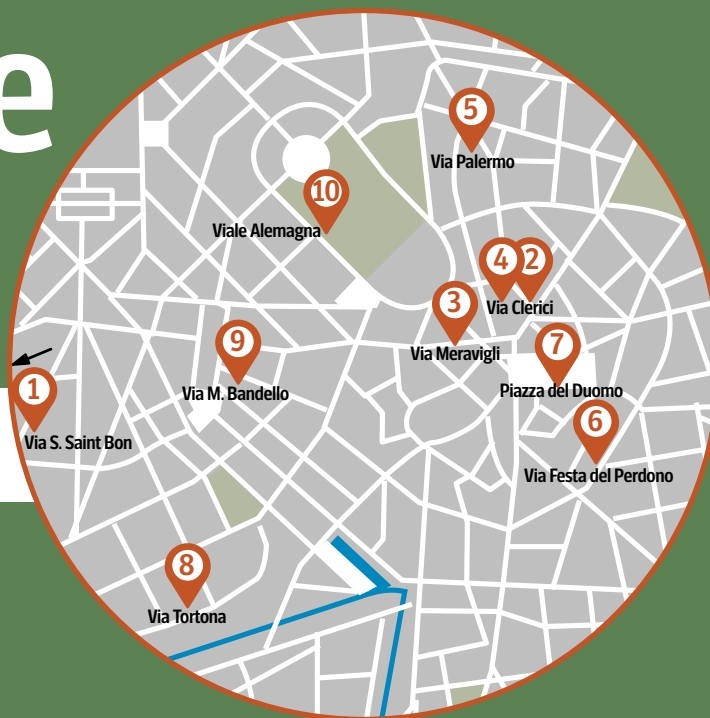 e
5
Via Palermo
10
Viale Alemagna
4
2
Via Clerici
3
Via Meravigli
7
Piazza del Duomo
9
Via M. Bandello
1
Via S. Saint Bon
6
Via Festa del Perdono
8
Via Tortona